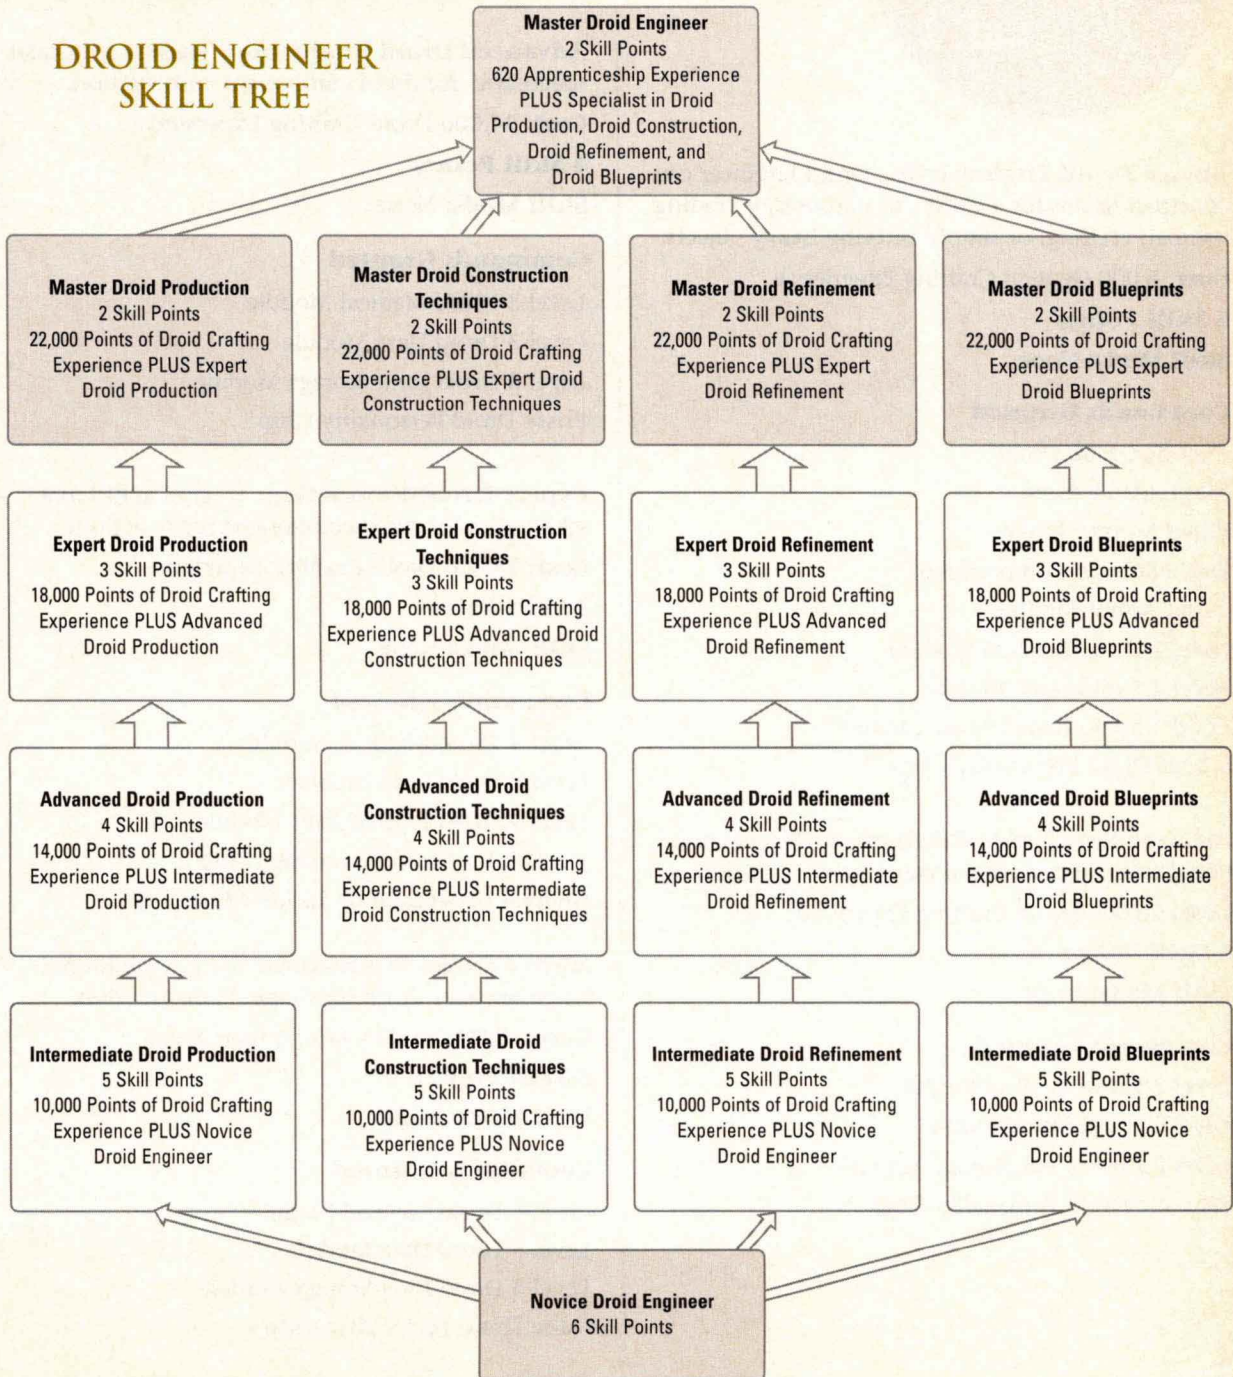 DROID ENGINEER
SKILL TREE
Master Droid Engineer
2 Skill Points
620 Apprenticeship Experience
PLUS Specialist in Droid
Production, Droid Construction,
Droid Refinement, and
Droid Blueprints
Master Droid Production
2 Skill Points
22,000 Points of Droid Crafting
Experience PLUS Expert
Droid Production
Master Droid Construction
Techniques
2 Skill Points
22,000 Points of Droid Crafting
Experience PLUS Expert Droid
Construction Techniques
Master Droid Refinement
2 Skill Points
22,000 Points of Droid Crafting
Experience PLUS Expert
Droid Refinement
Master Droid Blueprints
2 Skill Points
22,000 Points of Droid Crafting
Experience PLUS Expert
Droid Blueprints
Expert Droid Production
3 Skill Points
18,000 Points of Droid Crafting
Experience PLUS Advanced
Droid Production
Expert Droid Construction
Techniques
3 Skill Points
18,000 Points of Droid Crafting
Experience PLUS Advanced Droid
Construction Techniques
Expert Droid Refinement
3 Skill Points
18,000 Points of Droid Crafting
Experience PLUS Advanced
Droid Refinement
Expert Droid Blueprints
3 Skill Points
18,000 Points of Droid Crafting
Experience PLUS Advanced
Droid Blueprints
Advanced Droid Production
4 Skill Points
14,000 Points of Droid Crafting
Experience PLUS Intermediate
Droid Production
Advanced Droid
Construction Techniques
4 Skill Points
14,000 Points of Droid Crafting
Experience PLUS Intermediate
Droid Construction Techniques
Advanced Droid Refinement
4 Skill Points
14,000 Points of Droid Crafting
Experience PLUS Intermediate
Droid Refinement
Advanced Droid Blueprints
4 Skill Points
14,000 Points of Droid Crafting
Experience PLUS Intermediate
Droid Blueprints
Intermediate Droid Production
5 Skill Points
10,000 Points of Droid Crafting
Experience PLUS Novice
Droid Engineer
Intermediate Droid
Construction Techniques
5 Skill Points
10,000 Points of Droid Crafting
Experience PLUS Novice
Droid Engineer
Intermediate Droid Refinement
5 Skill Points
10,000 Points of Droid Crafting
Experience PLUS Novice
Droid Engineer
Intermediate Droid Blueprints
5 Skill Points
10,000 Points of Droid Crafting
Experience PLUS Novice
Droid Engineer
Novice Droid Engineer
6 Skill Points